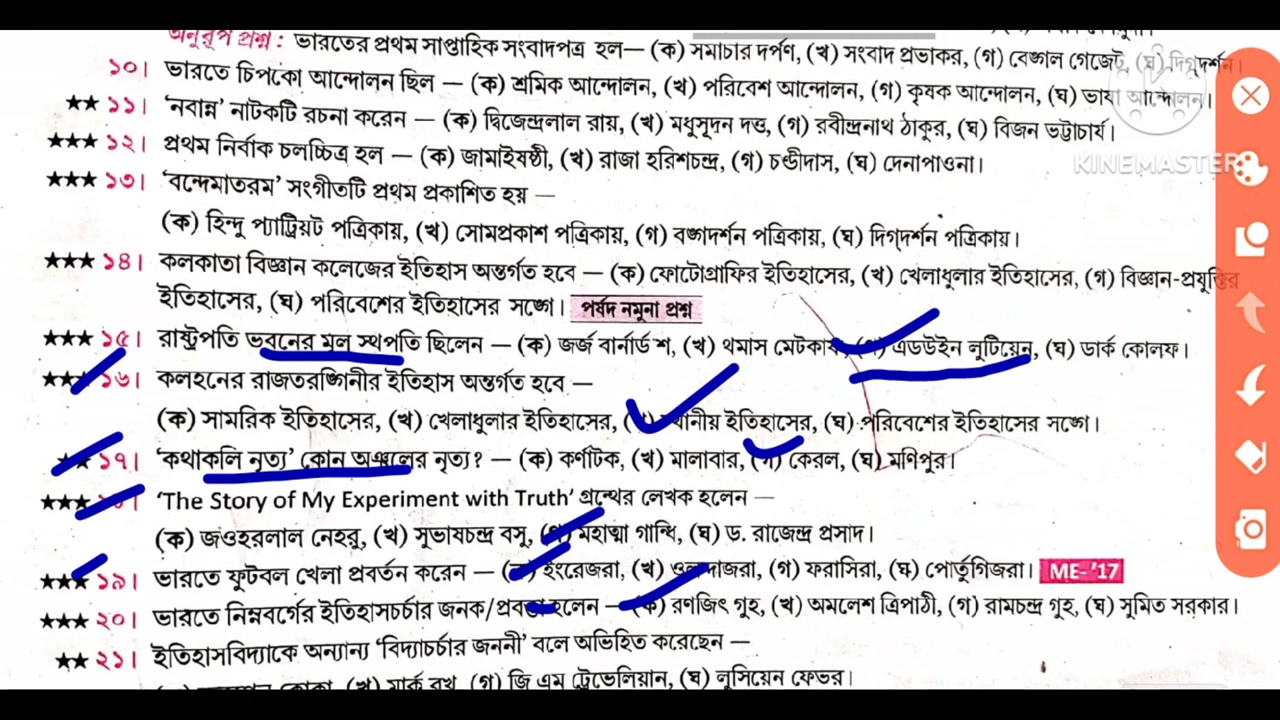 অনুরূপ প্রশ্ন : ভারতের প্রথম সাপ্তাহিক সংবাদপত্র হল— (ক) সমাচার দর্পণ, (খ) সংবাদ প্রভাকর, (গ) বেঙ্গল গেজেট, (ঘ) দিগ্‌দর্শন।
১০। ভারতে চিপকো আন্দোলন ছিল — (ক) শ্রমিক আন্দোলন, (খ) পরিবেশ আন্দোলন, (গ) কৃষক আন্দোলন, (ঘ) ভাষা আন্দোলন।
★★ ১১। ‘নবান্ন’ নাটকটি রচনা করেন — (ক) দ্বিজেন্দ্রলাল রায়, (খ) মধুসূদন দত্ত, (গ) রবীন্দ্রনাথ ঠাকুর, (ঘ) বিজন ভট্টাচার্য।
KINEMASTER
★★★ ১২। প্রথম নির্বাক চলচ্চিত্র হল — (ক) জামাইষষ্ঠী, (খ) রাজা হরিশচন্দ্র, (গ) চণ্ডীদাস, (ঘ) দেনাপাওনা।
★★★ ১৩। ‘বন্দেমাতরম’ সংগীতটি প্রথম প্রকাশিত হয় —
(ক) হিন্দু প্যাট্রিয়ট পত্রিকায়, (খ) সোমপ্রকাশ পত্রিকায়, (গ) বঙ্গদর্শন পত্রিকায়, (ঘ) দিগ্‌দর্শন পত্রিকায়।
★★★ ১৪। কলকাতা বিজ্ঞান কলেজের ইতিহাস অন্তর্গত হবে — (ক) ফোটোগ্রাফির ইতিহাসের, (খ) খেলাধুলার ইতিহাসের, (গ) বিজ্ঞান-প্রযুক্তির
ইতিহাসের, (ঘ) পরিবেশের ইতিহাসের সঙ্গে। পর্ষদ নমুনা প্রশ্ন
★★★ ১৫। রাষ্ট্রপতি ভবনের মূল স্থপতি ছিলেন — (ক) জর্জ বার্নার্ড শ, (খ) থমাস মেটকাফ, (গ) এডউইন লুটিয়েন, (ঘ) ডার্ক কোলফ।
★★★ ১৬। কলহনের রাজতরঙ্গিনীর ইতিহাস অন্তর্গত হবে —
(ক) সামরিক ইতিহাসের, (খ) খেলাধুলার ইতিহাসের, (গ) স্থানীয় ইতিহাসের, (ঘ) পরিবেশের ইতিহাসের সঙ্গে।
★★ ১৭। ‘কথাকলি নৃত্য’ কোন অঞ্চলের নৃত্য? — (ক) কর্ণাটক, (খ) মালাবার, (গ) কেরল, (ঘ) মণিপুর।
★★★ ১৮। ‘The Story of My Experiment with Truth’ গ্রন্থের লেখক হলেন —
(ক) জওহরলাল নেহরু, (খ) সুভাষচন্দ্র বসু, (গ) মহাত্মা গান্ধি, (ঘ) ড. রাজেন্দ্র প্রসাদ।
★★★ ১৯। ভারতে ফুটবল খেলা প্রবর্তন করেন — (ক) ইংরেজরা, (খ) ওলন্দাজরা, (গ) ফরাসিরা, (ঘ) পোর্তুগিজরা। ME-'17
★★★ ২০। ভারতে নিম্নবর্গের ইতিহাসচর্চার জনক/প্রবক্তা হলেন — (ক) রণজিৎ গুহ, (খ) অমলেশ ত্রিপাঠী, (গ) রামচন্দ্র গুহ, (ঘ) সুমিত সরকার।
★★ ২১। ইতিহাসবিদ্যাকে অন্যান্য ‘বিদ্যাচর্চার জননী’ বলে অভিহিত করেছেন —
(খ) মার্ক ব্লখ, (গ) জি এম ট্রেভেলিয়ান, (ঘ) লুসিয়েন ফেভর।